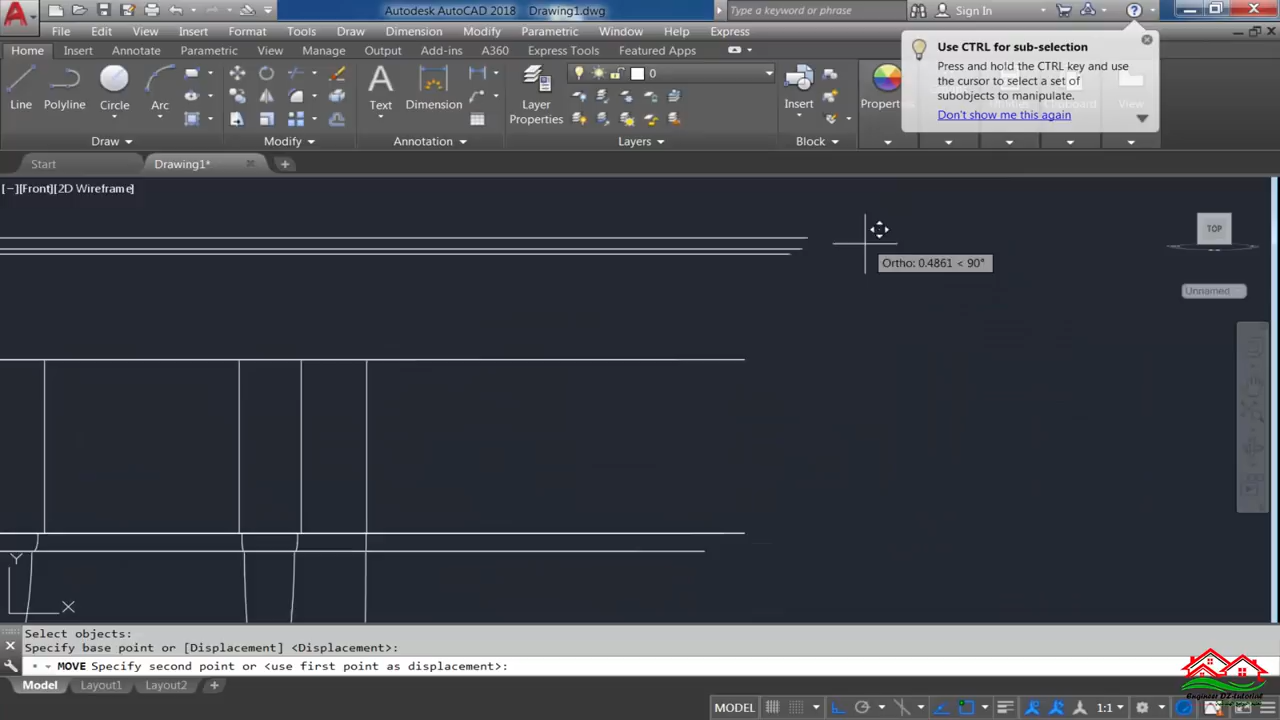 Autodesk AutoCAD 2018 Drawing1.dwg
Type a keyword or phrase
Sign In
File Edit View Insert Format Tools Draw Dimension Modify Parametric Window Help Express
Home Insert Annotate Parametric View Manage Output Add-ins A360 Express Tools Featured Apps
Use CTRL for sub-selection
Press and hold the CTRL key and use
the cursor to select a set of
subobjects to manipulate.
Don't show me this again
Line Polyline Circle Arc
Text Dimension
Layer
Properties
0
Insert
Properties
View
Draw
Modify
Annotation
Layers
Block
Start
Drawing1*
[−][Front][2D Wireframe]
TOP
Ortho: 0.4861 < 90°
Unnamed
Y
X
Select objects:
Specify base point or [Displacement] <Displacement>:
MOVE Specify second point or <use first point as displacement>:
Model Layout1 Layout2
Engineer DZ-tutorial
MODEL
1:1